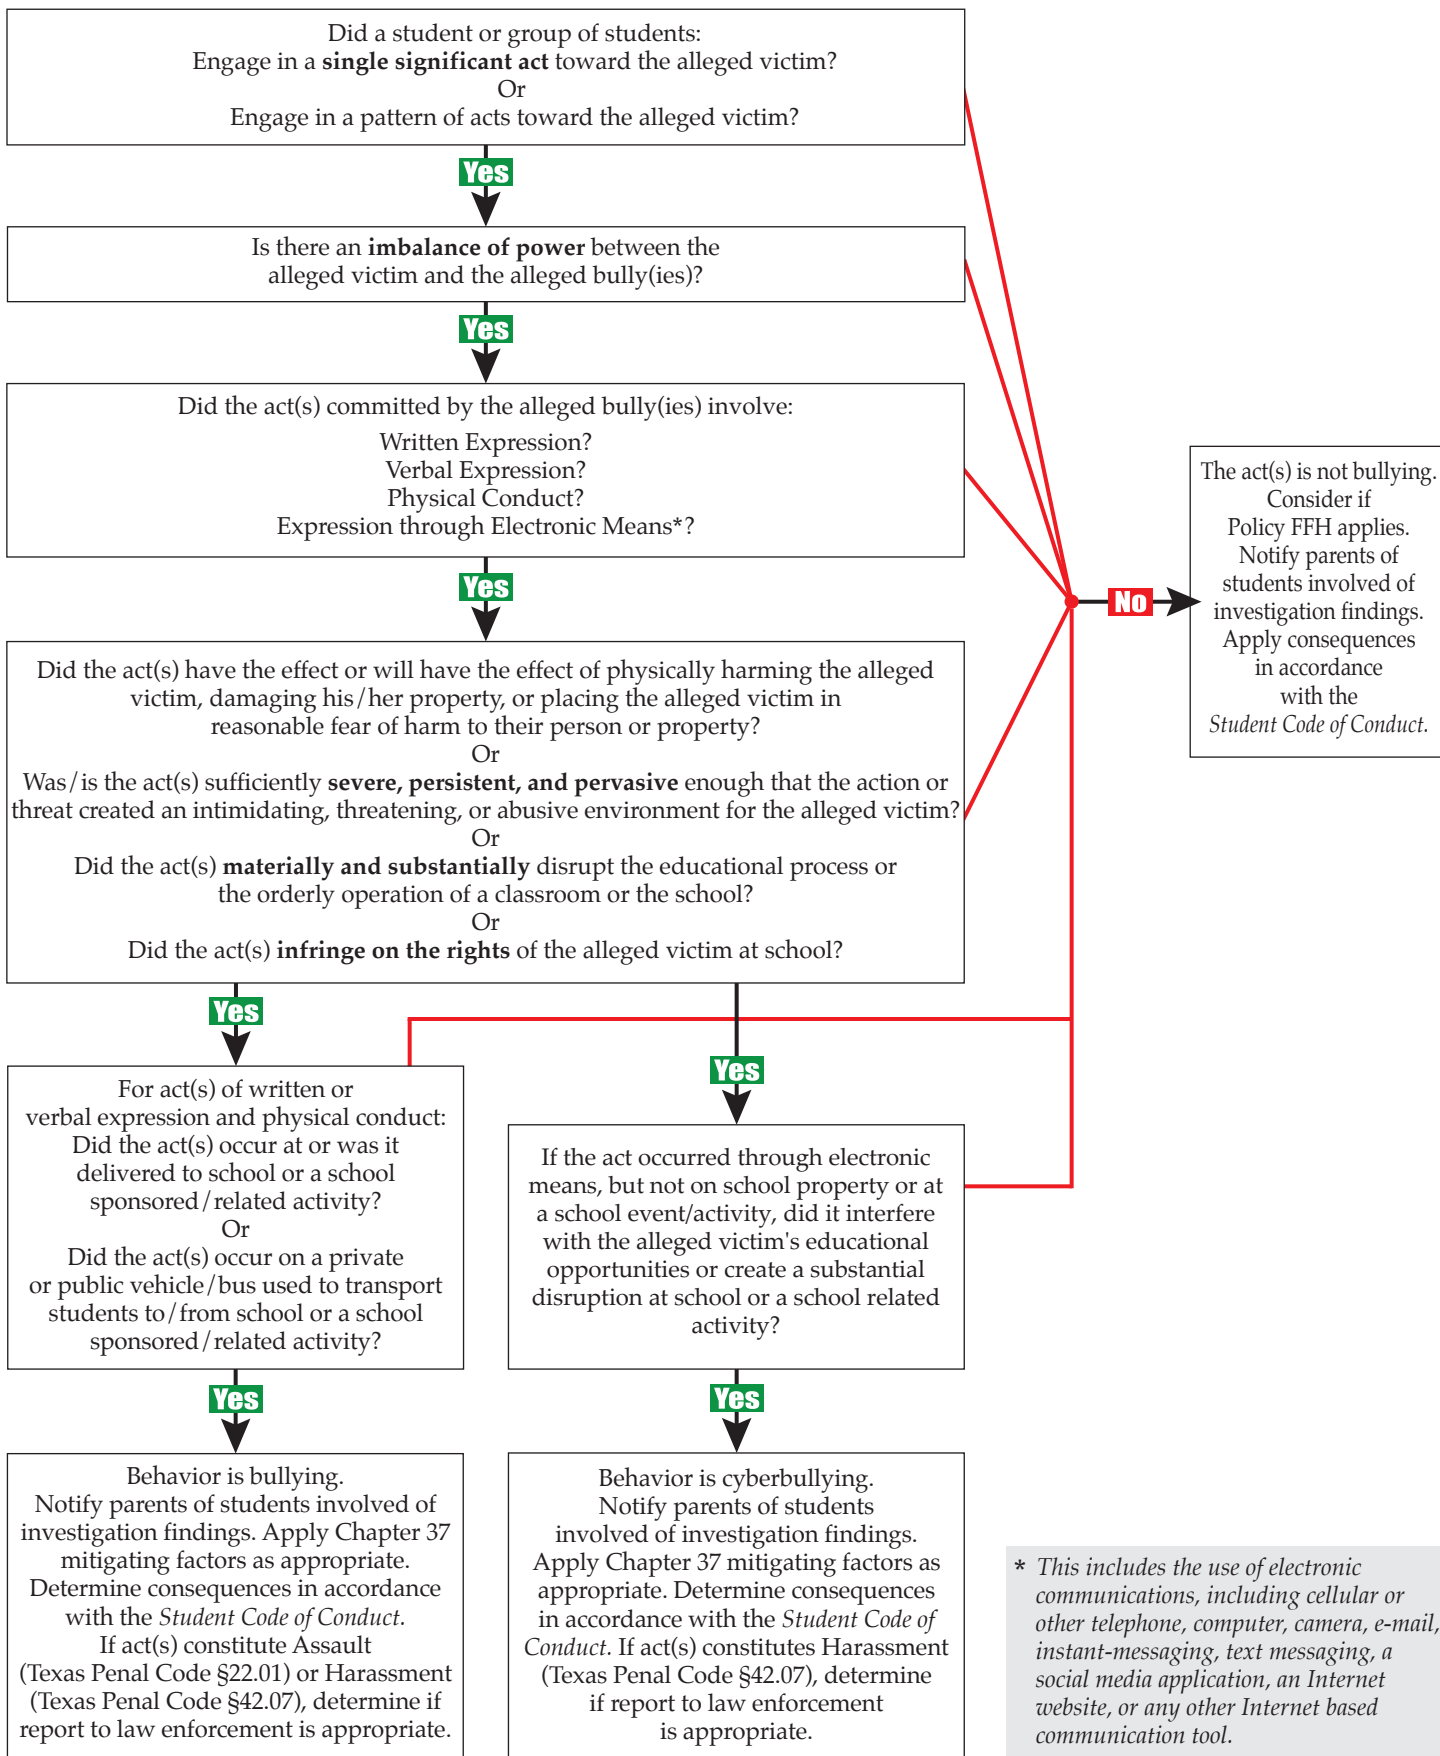 Did a student or group of students:
Engage in a single significant act toward the alleged victim?
Or
Engage in a pattern of acts toward the alleged victim?
Yes
Is there an imbalance of power between the
alleged victim and the alleged bully(ies)?
Yes
Did the act(s) committed by the alleged bully(ies) involve:
Written Expression?
Verbal Expression?
Physical Conduct?
Expression through Electronic Means*?
Yes
No
The act(s) is not bullying.
Consider if
Policy FFH applies.
Notify parents of
students involved of
investigation findings.
Apply consequences
in accordance
with the
Student Code of Conduct.
Did the act(s) have the effect or will have the effect of physically harming the alleged
victim, damaging his/her property, or placing the alleged victim in
reasonable fear of harm to their person or property?
Or
Was/is the act(s) sufficiently severe, persistent, and pervasive enough that the action or
threat created an intimidating, threatening, or abusive environment for the alleged victim?
Or
Did the act(s) materially and substantially disrupt the educational process or
the orderly operation of a classroom or the school?
Or
Did the act(s) infringe on the rights of the alleged victim at school?
Yes
For act(s) of written or
verbal expression and physical conduct:
Did the act(s) occur at or was it
delivered to school or a school
sponsored/related activity?
Or
Did the act(s) occur on a private
or public vehicle/bus used to transport
students to/from school or a school
sponsored/related activity?
Yes
Behavior is bullying.
Notify parents of students involved of
investigation findings. Apply Chapter 37
mitigating factors as appropriate.
Determine consequences in accordance
with the Student Code of Conduct.
If act(s) constitute Assault
(Texas Penal Code §22.01) or Harassment
(Texas Penal Code §42.07), determine if
report to law enforcement is appropriate.
Yes
If the act occurred through electronic
means, but not on school property or at
a school event/activity, did it interfere
with the alleged victim's educational
opportunities or create a substantial
disruption at school or a school related
activity?
Yes
Behavior is cyberbullying.
Notify parents of students
involved of investigation findings.
Apply Chapter 37 mitigating factors as
appropriate. Determine consequences
in accordance with the Student Code of
Conduct. If act(s) constitutes Harassment
(Texas Penal Code §42.07), determine
if report to law enforcement
is appropriate.
* This includes the use of electronic
communications, including cellular or
other telephone, computer, camera, e-mail,
instant-messaging, text messaging, a
social media application, an Internet
website, or any other Internet based
communication tool.